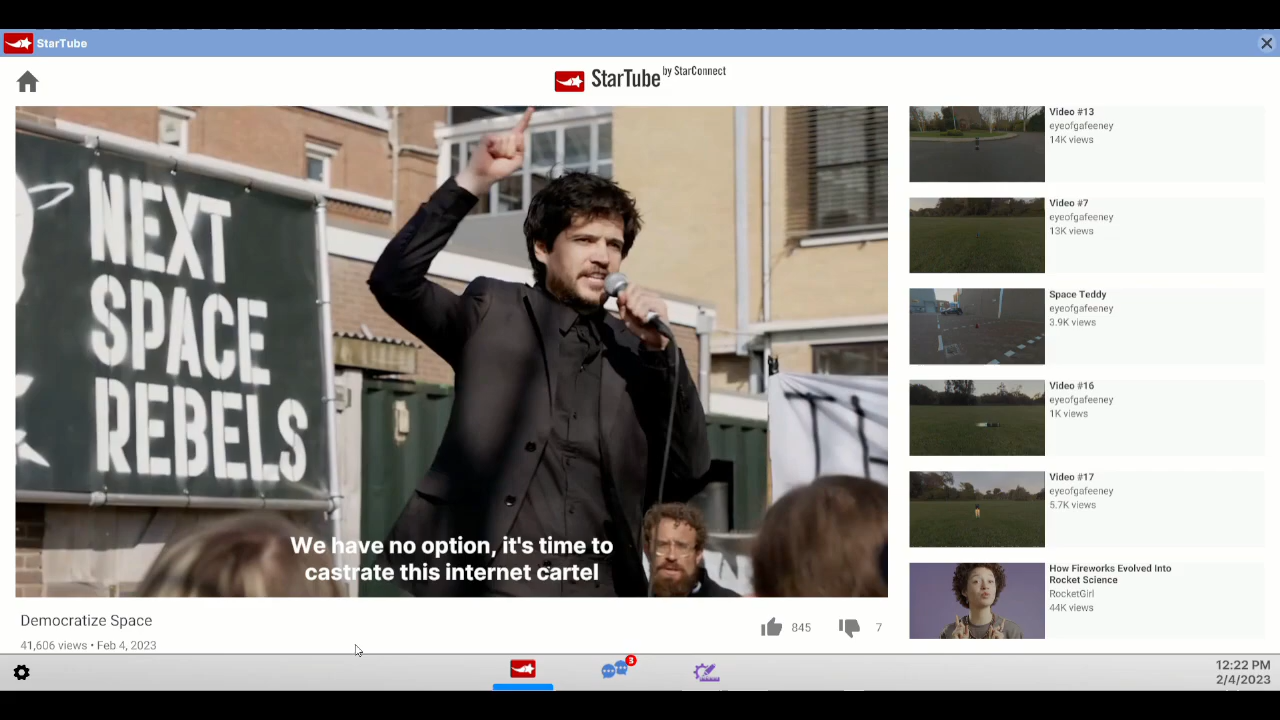 StarTube
StarTube by StarConnect
NEXT
SPACE
REBELS
We have no option, it's time to
castrate this internet cartel
Democratize Space
41,606 views • Feb 4, 2023
845
7
Video #13
eyeofgafeeney
14K views
Video #7
eyeofgafeeney
13K views
Space Teddy
eyeofgafeeney
3.9K views
Video #16
eyeofgafeeney
1K views
Video #17
eyeofgafeeney
5.7K views
How Fireworks Evolved Into
Rocket Science
RocketGirl
44K views
3
12:22 PM
2/4/2023